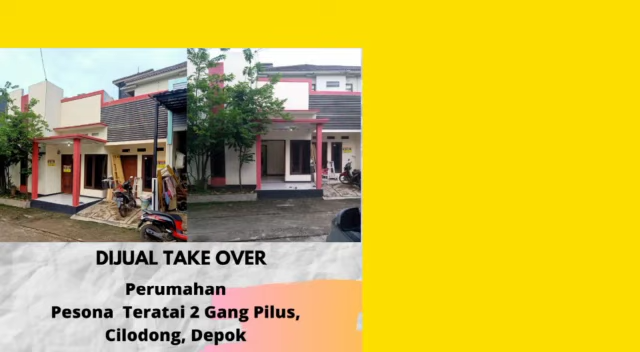 DIJUAL TAKE OVER
Perumahan
Pesona Teratai 2 Gang Pilus,
Cilodong, Depok